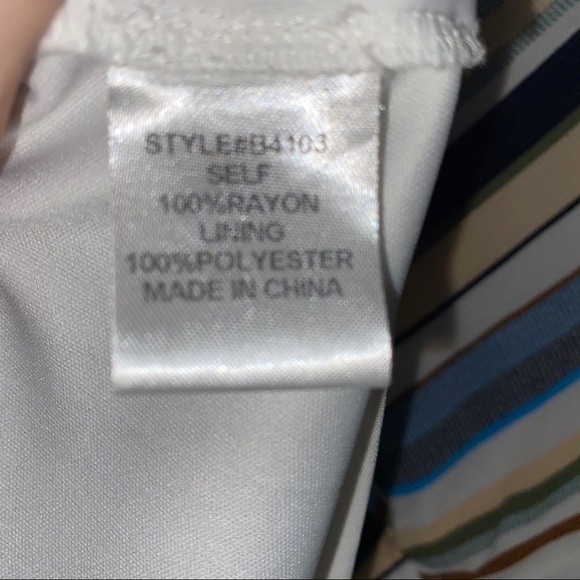 STYLE#B4103
SELF
100%RAYON
LINING
100%POLYESTER
MADE IN CHINA